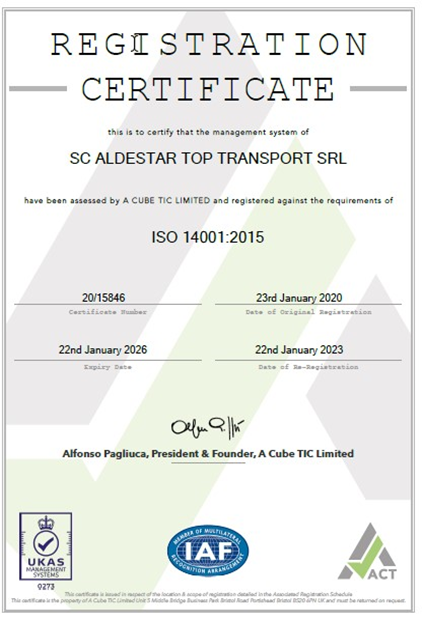 REGISTRATION
CERTIFICATE
this is to certify that the management system of
SC ALDESTAR TOP TRANSPORT SRL
have been assessed by A CUBE TIC LIMITED and registered against the requirements of
ISO 14001:2015
20/15846 23rd January 2020
Certificate Number Date of Original Registration
22nd January 2026 22nd January 2023
Expiry Date Date of Re-Registration
Alfonso Pagliuca, President & Founder, A Cube TIC Limited
UKAS
MANAGEMENT
SYSTEMS
0273
MEMBER OF MULTILATERAL
IAF
RECOGNITION ARRANGEMENT
ACT
This certificate is issued in respect of the location & scope of registration detailed in the Associated Registration Schedule
This certificate is the property of A Cube TIC Limited Unit 5 Middle Bridge Business Park Bristol Road Portishead Bristol BS20 6PN UK and must be returned on request.